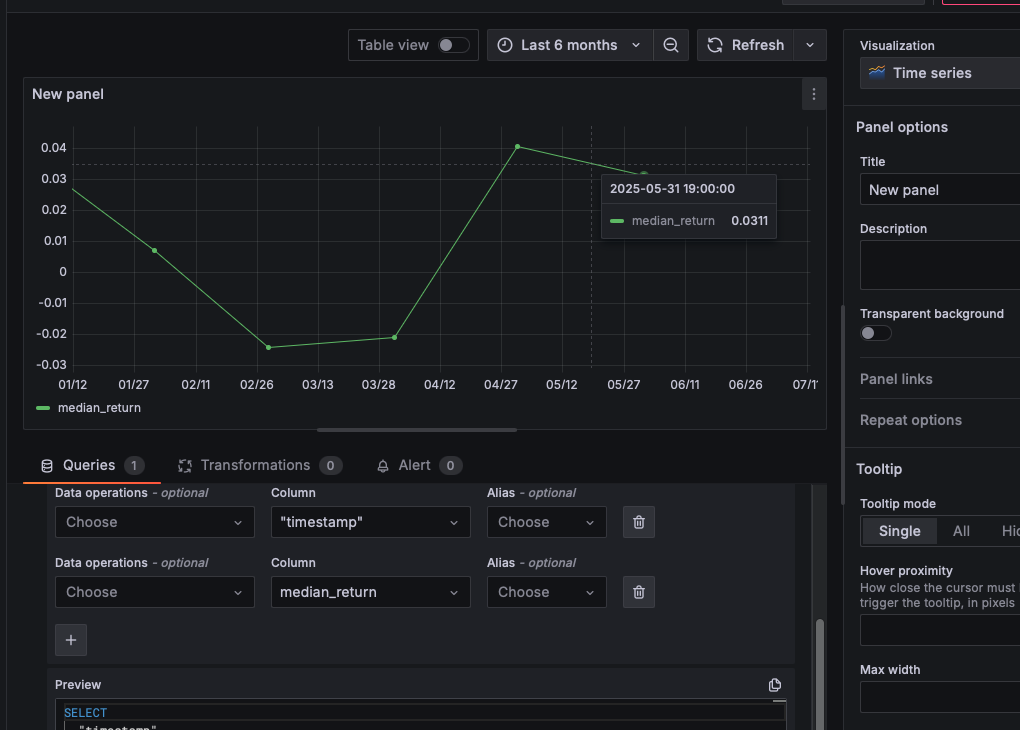 Table view
Last 6 months
Refresh
New panel
0.04
0.03
0.02
0.01
0
-0.01
-0.02
-0.03
01/12 01/27 02/11 02/26 03/13 03/28 04/12 04/27 05/12 05/27 06/11 06/26
2025-05-31 19:00:00
median_return 0.0311
median_return
Queries 1 Transformations 0 Alert 0
Data operations - optional Column Alias - optional
Choose "timestamp" Choose
Data operations - optional Column Alias - optional
Choose median_return Choose
+
Preview
SELECT
"timestamp"
Visualization
Time series
Panel options
Title
New panel
Description
Transparent background
Panel links
Repeat options
Tooltip
Tooltip mode
Single All
Hover proximity
How close the cursor must
trigger the tooltip, in pixels
Max width